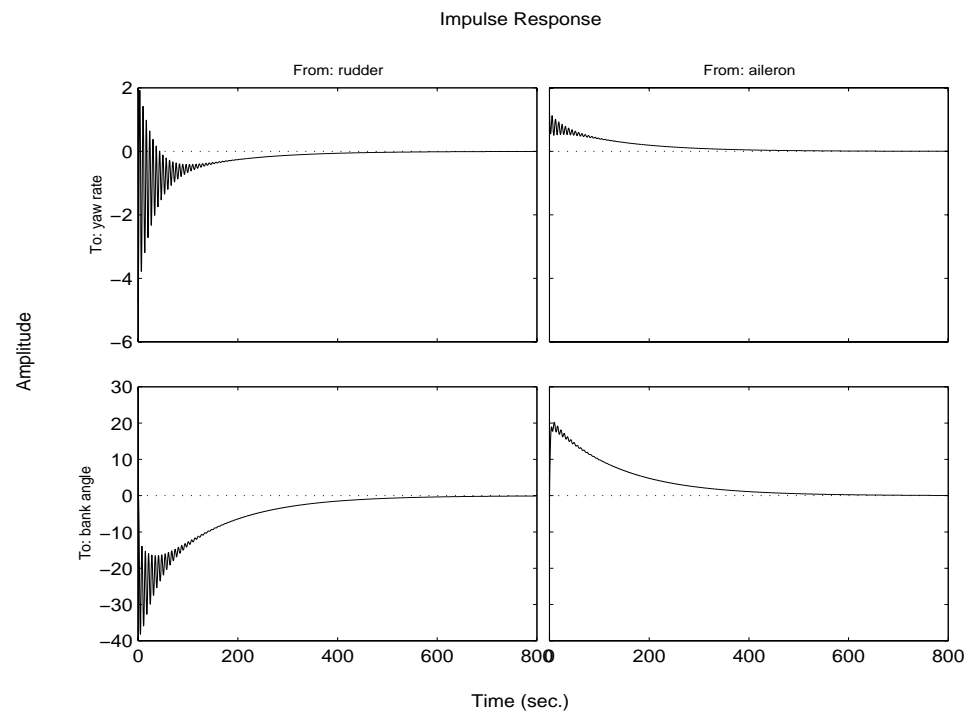 Impulse Response
From: rudder
From: aileron
To: yaw rate
2
0
−2
−4
−6
Amplitude
To: bank angle
30
20
10
0
−10
−20
−30
−40
0 200 400 600 800
0 200 400 600 800
Time (sec.)